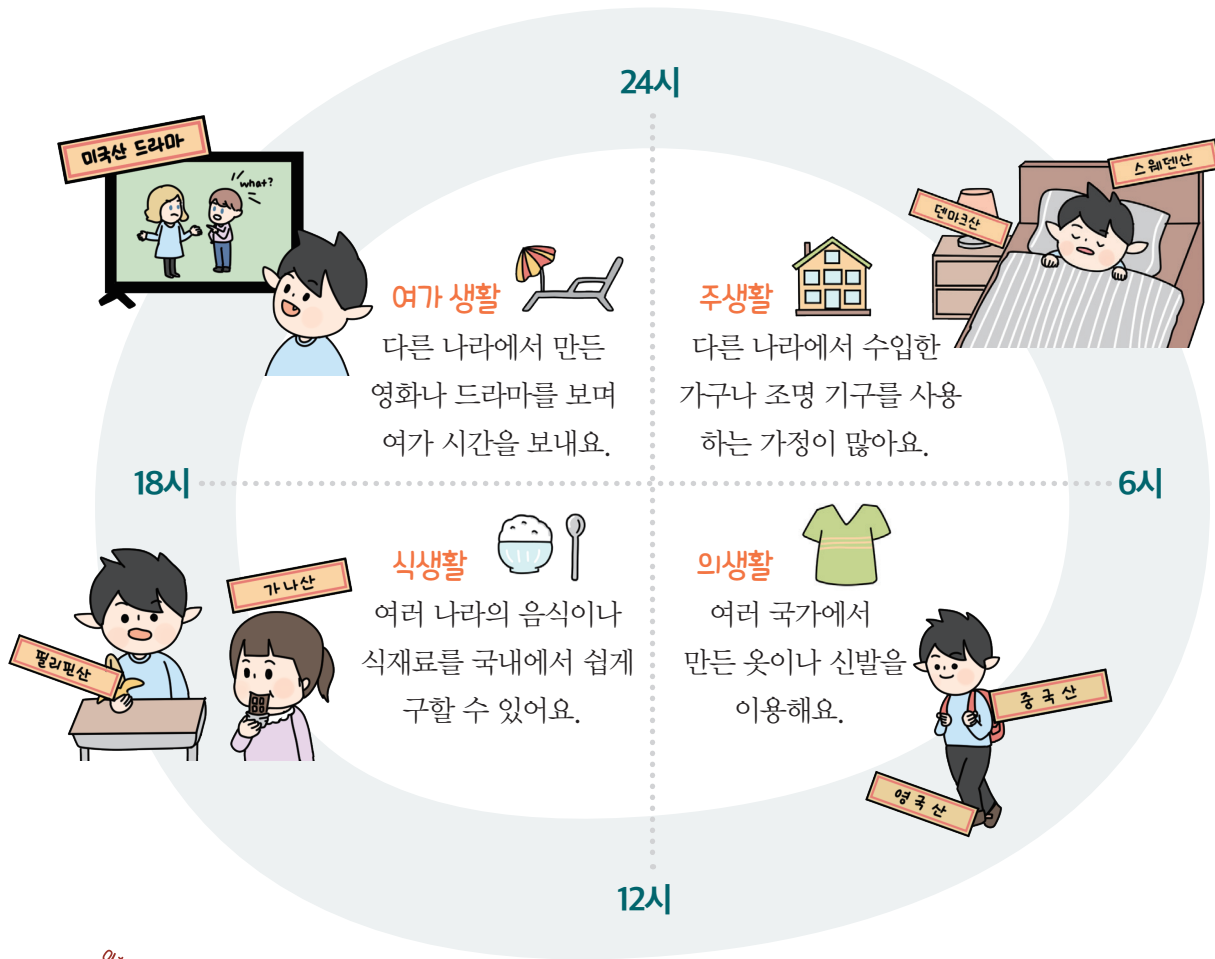 24시
미국산 드라마
what?
스웨덴산
덴마크산
여가 생활
다른 나라에서 만든
영화나 드라마를 보며
여가 시간을 보내요.
주생활
다른 나라에서 수입한
가구나 조명 기구를 사용
하는 가정이 많아요.
18시
6시
식생활
여러 나라의 음식이나
식재료를 국내에서 쉽게
구할 수 있어요.
가나산
필리핀산
의생활
여러 국가에서
만든 옷이나 신발을
이용해요.
중국산
영국산
12시